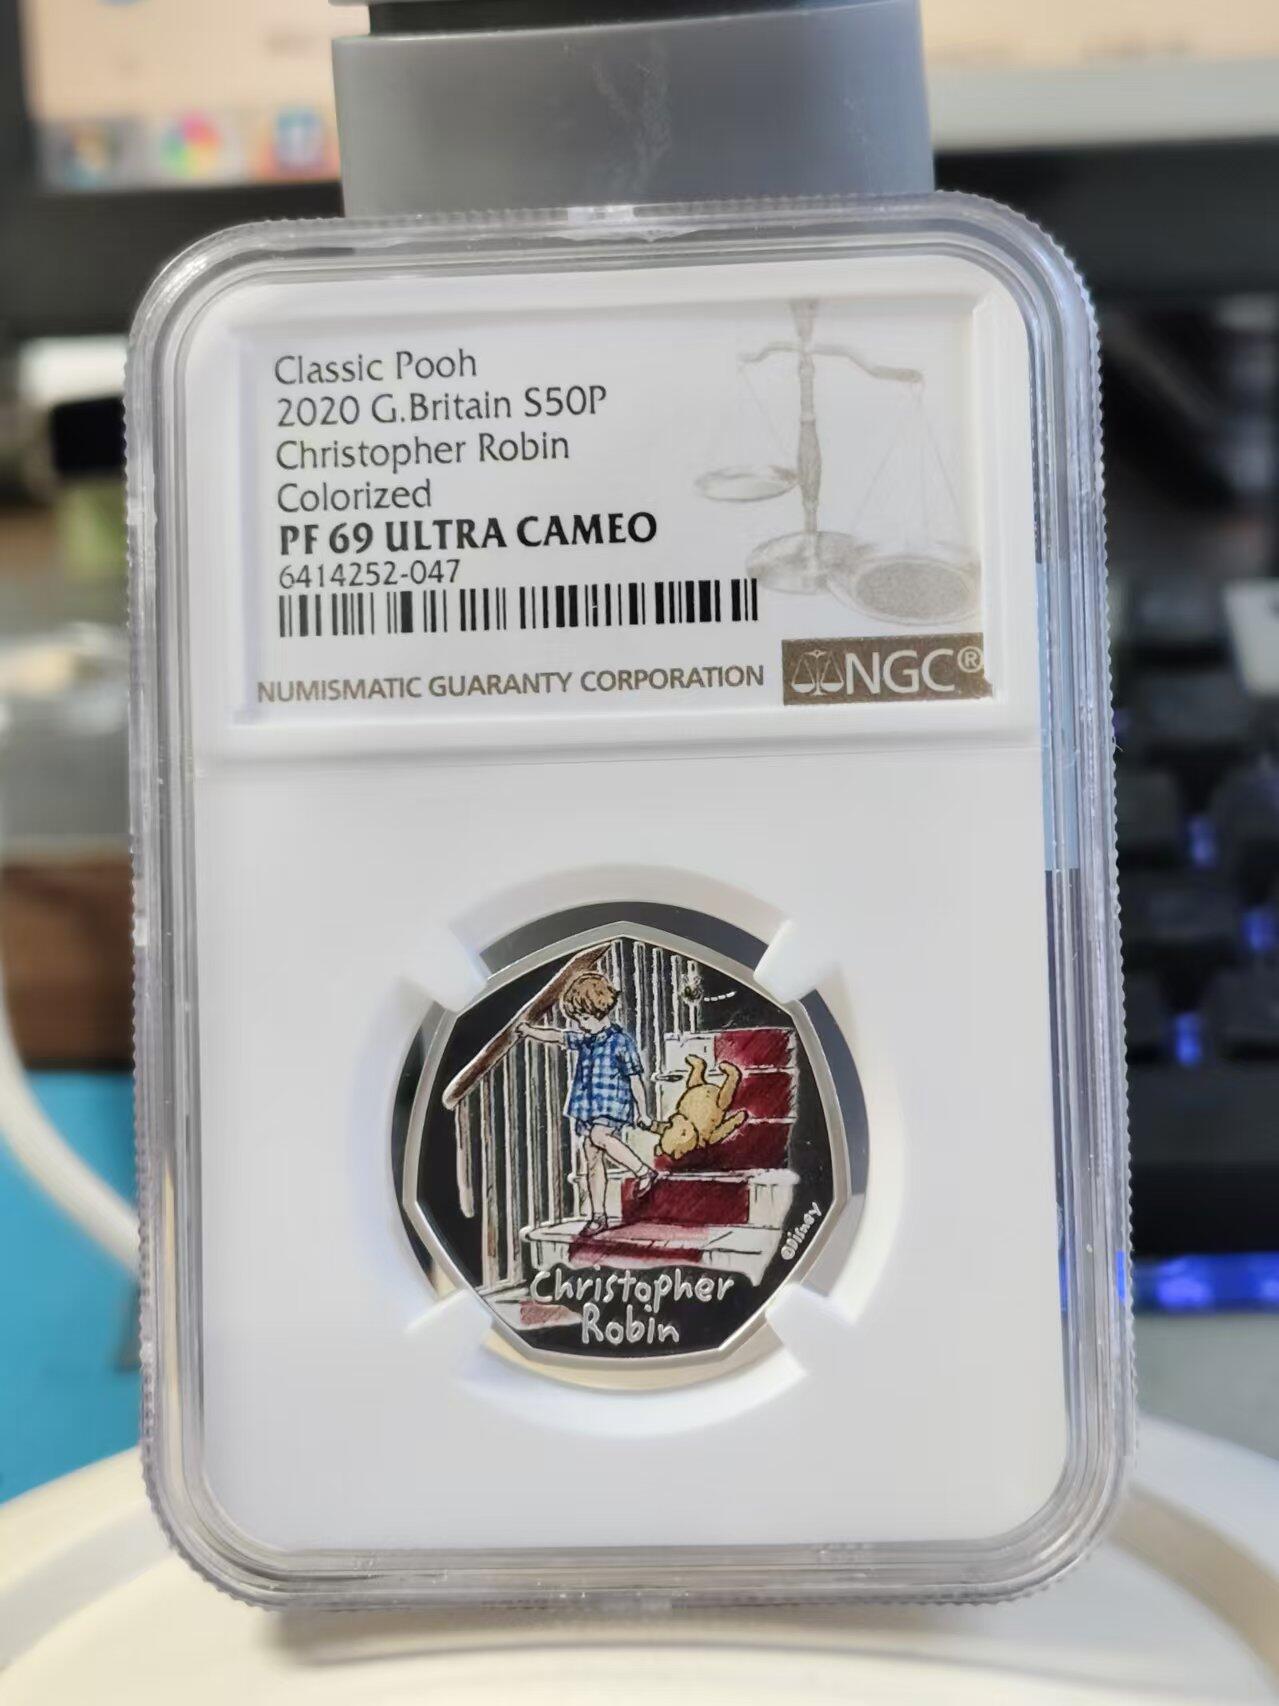 Classic Pooh
2020 G.Britain S50P
Christopher Robin
Colorized
PF 69 ULTRA CAMEO
6414252-047
NUMISMATIC GUARANTY CORPORATION
NGC®
©Disney
Christopher
Robin